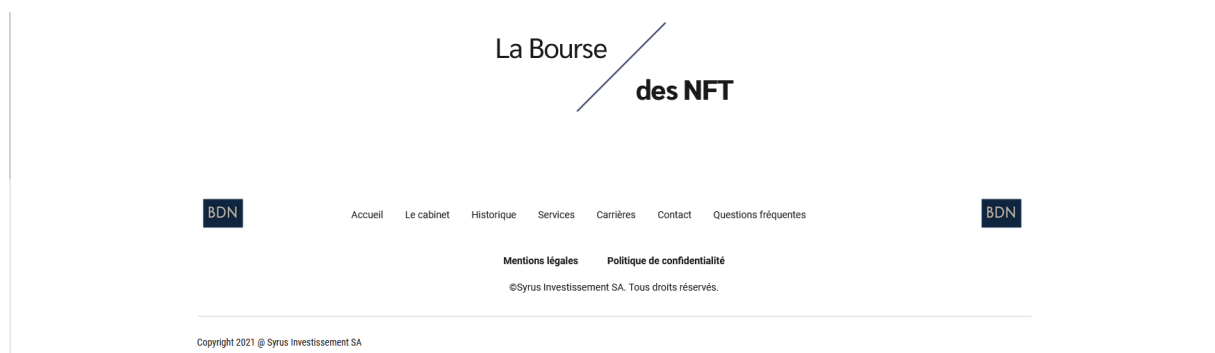 La Bourse
des NFT
BDN
Accueil Le cabinet Historique Services Carrières Contact Questions fréquentes
BDN
Mentions légales Politique de confidentialité
©Syrus Investissement SA. Tous droits réservés.
Copyright 2021 @ Syrus Investissement SA